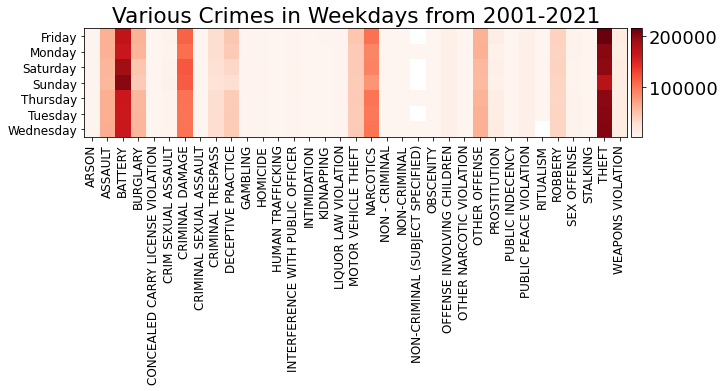 Various Crimes in Weekdays from 2001-2021
Friday
Monday
Saturday
Sunday
Thursday
Tuesday
Wednesday
200000
100000
ARSON
ASSAULT
BATTERY
BURGLARY
CONCEALED CARRY LICENSE VIOLATION
CRIM SEXUAL ASSAULT
CRIMINAL DAMAGE
CRIMINAL SEXUAL ASSAULT
CRIMINAL TRESPASS
DECEPTIVE PRACTICE
GAMBLING
HOMICIDE
HUMAN TRAFFICKING
INTERFERENCE WITH PUBLIC OFFICER
INTIMIDATION
KIDNAPPING
LIQUOR LAW VIOLATION
MOTOR VEHICLE THEFT
NARCOTICS
NON - CRIMINAL
NON-CRIMINAL
NON-CRIMINAL (SUBJECT SPECIFIED)
OBSCENITY
OFFENSE INVOLVING CHILDREN
OTHER NARCOTIC VIOLATION
OTHER OFFENSE
PROSTITUTION
PUBLIC INDECENCY
PUBLIC PEACE VIOLATION
RITUALISM
ROBBERY
SEX OFFENSE
STALKING
THEFT
WEAPONS VIOLATION